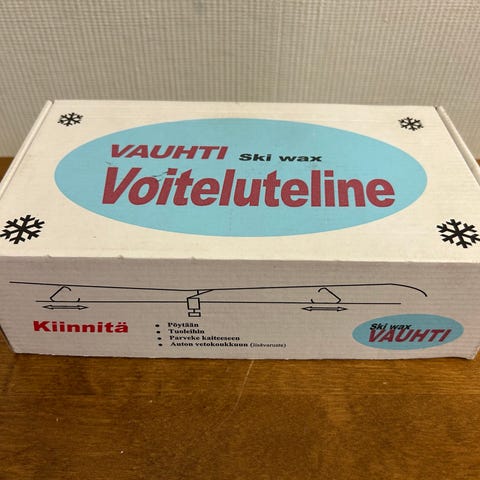 VAUHTI Ski wax
Voiteluteline
Kiinnitä
• Pöytään
• Tuoleihin
• Parveke kaiteeseen
• Auton vetokoukkuun (lisävaruste)
Ski wax
VAUHTI